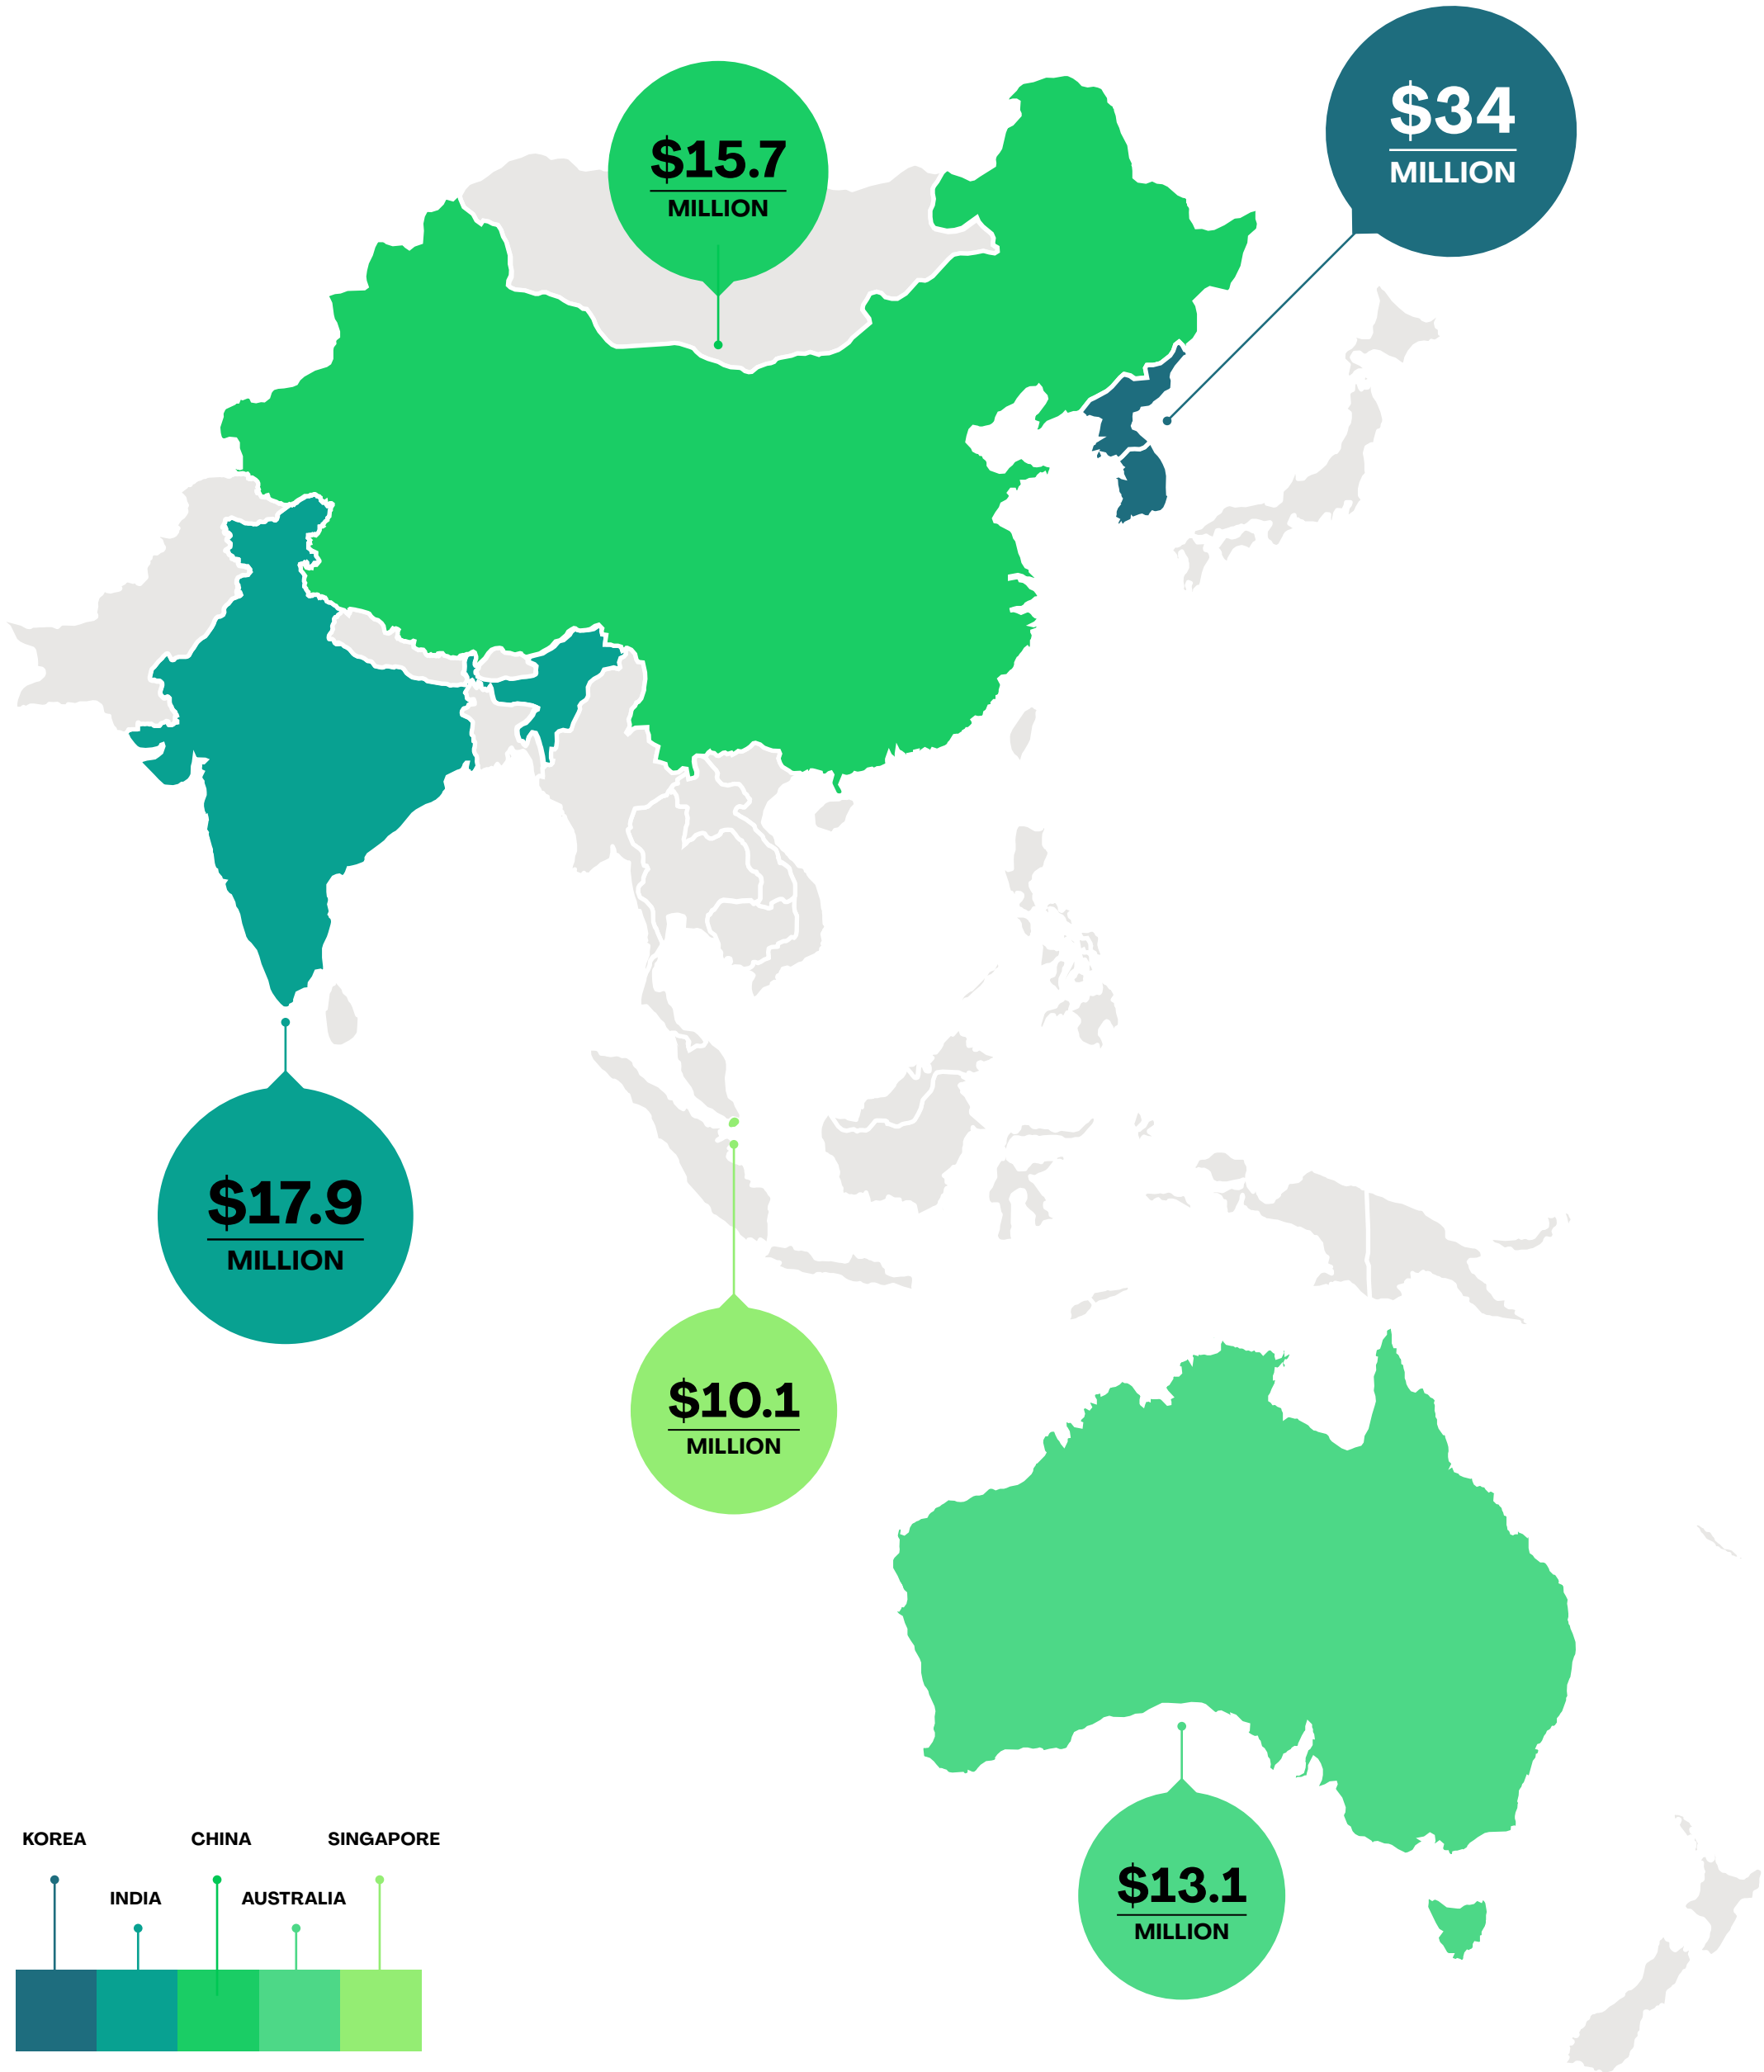 $34
MILLION
$15.7
MILLION
$17.9
MILLION
$10.1
MILLION
$13.1
MILLION
KOREA
CHINA
SINGAPORE
INDIA
AUSTRALIA